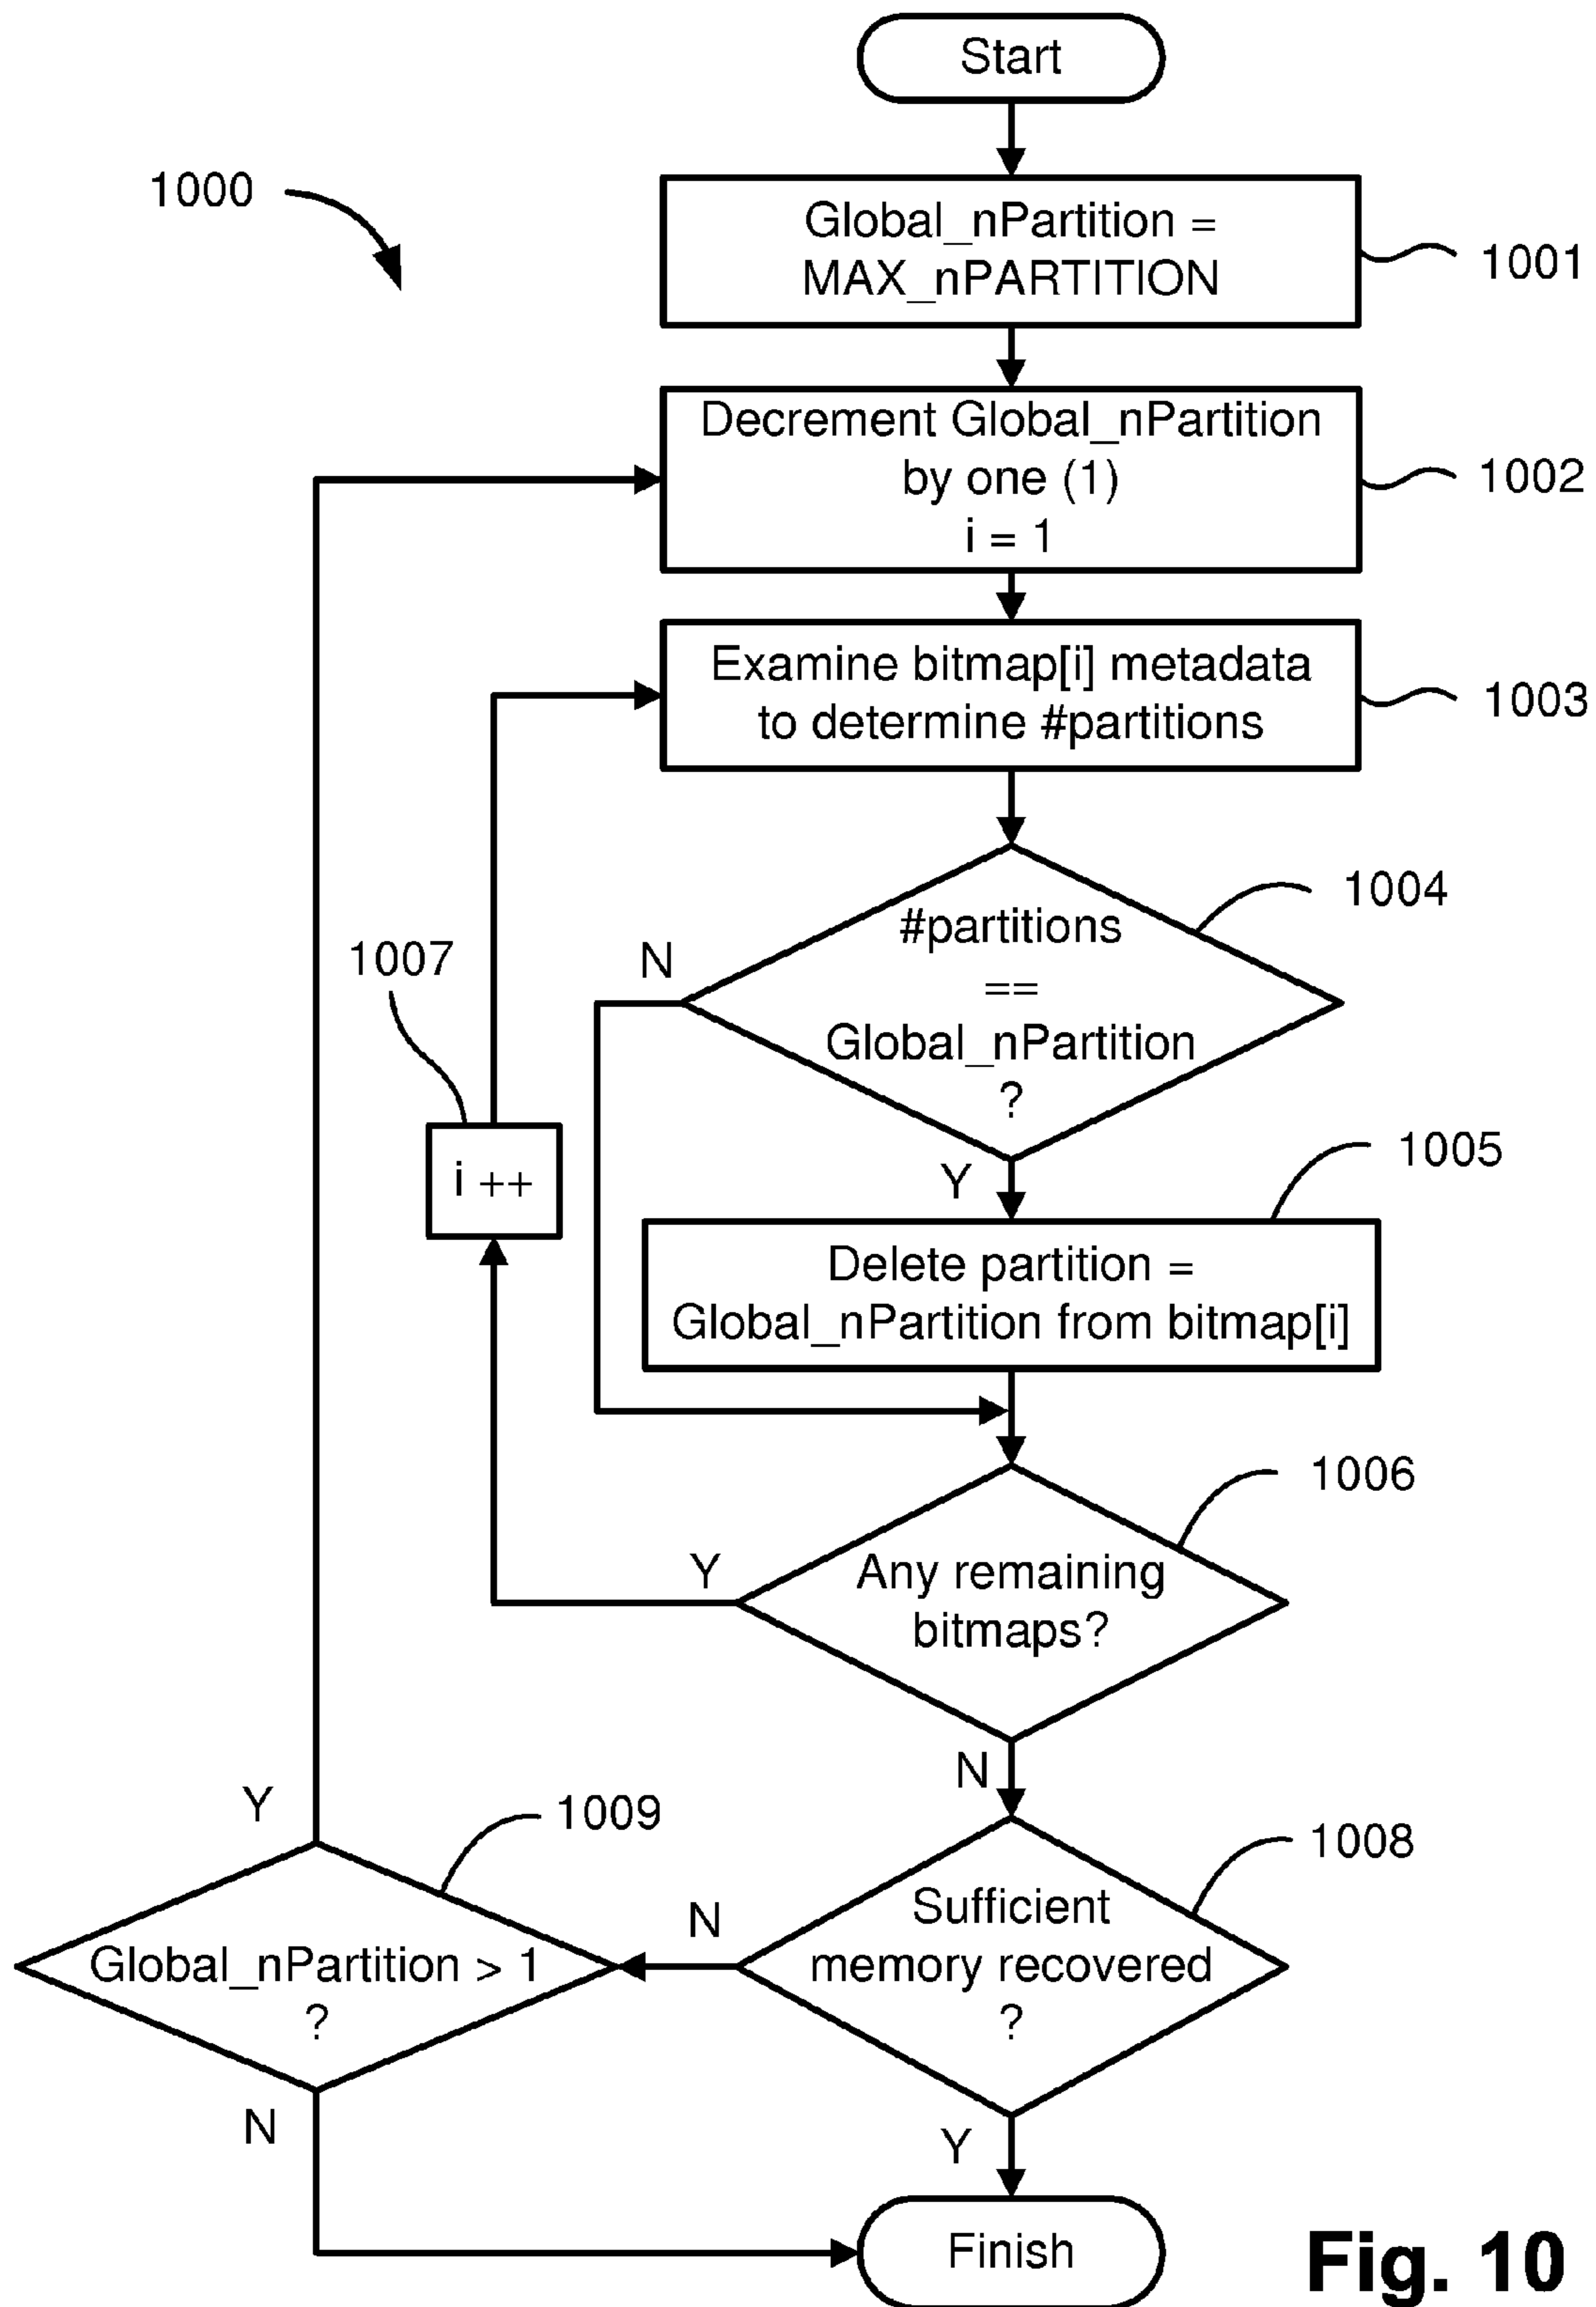 Start
1000
Global_nPartition =
MAX_nPARTITION
1001
Decrement Global_nPartition
by one (1)
i = 1
1002
Examine bitmap[i] metadata
to determine #partitions
1003
#partitions
==
Global_nPartition
?
1004
N
1007
Y
i ++
1005
Delete partition =
Global_nPartition from bitmap[i]
1006
Any remaining
bitmaps?
Y
N
1008
Sufficient
memory recovered
?
N
1009
Y
Global_nPartition > 1
?
N
Y
Finish
Fig. 10